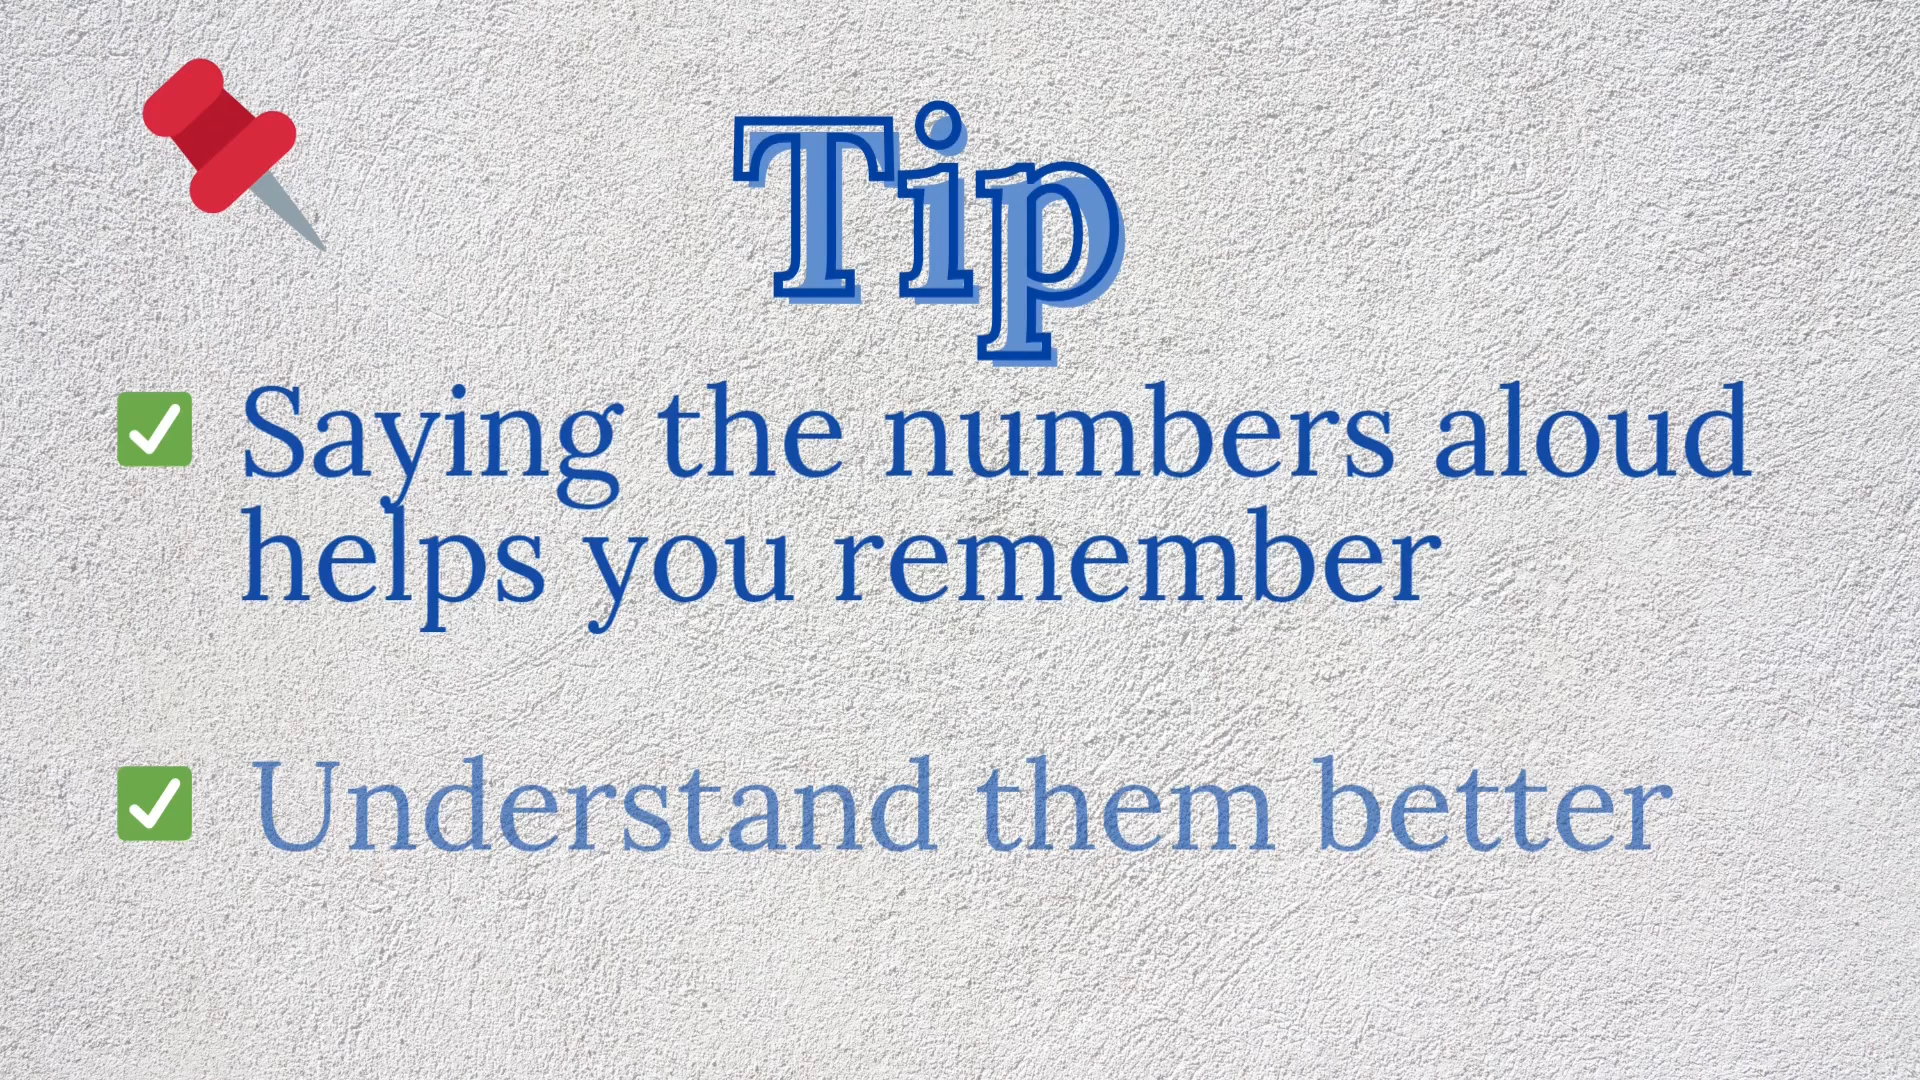 Tip
Saying the numbers aloud
helps you remember
Understand them better